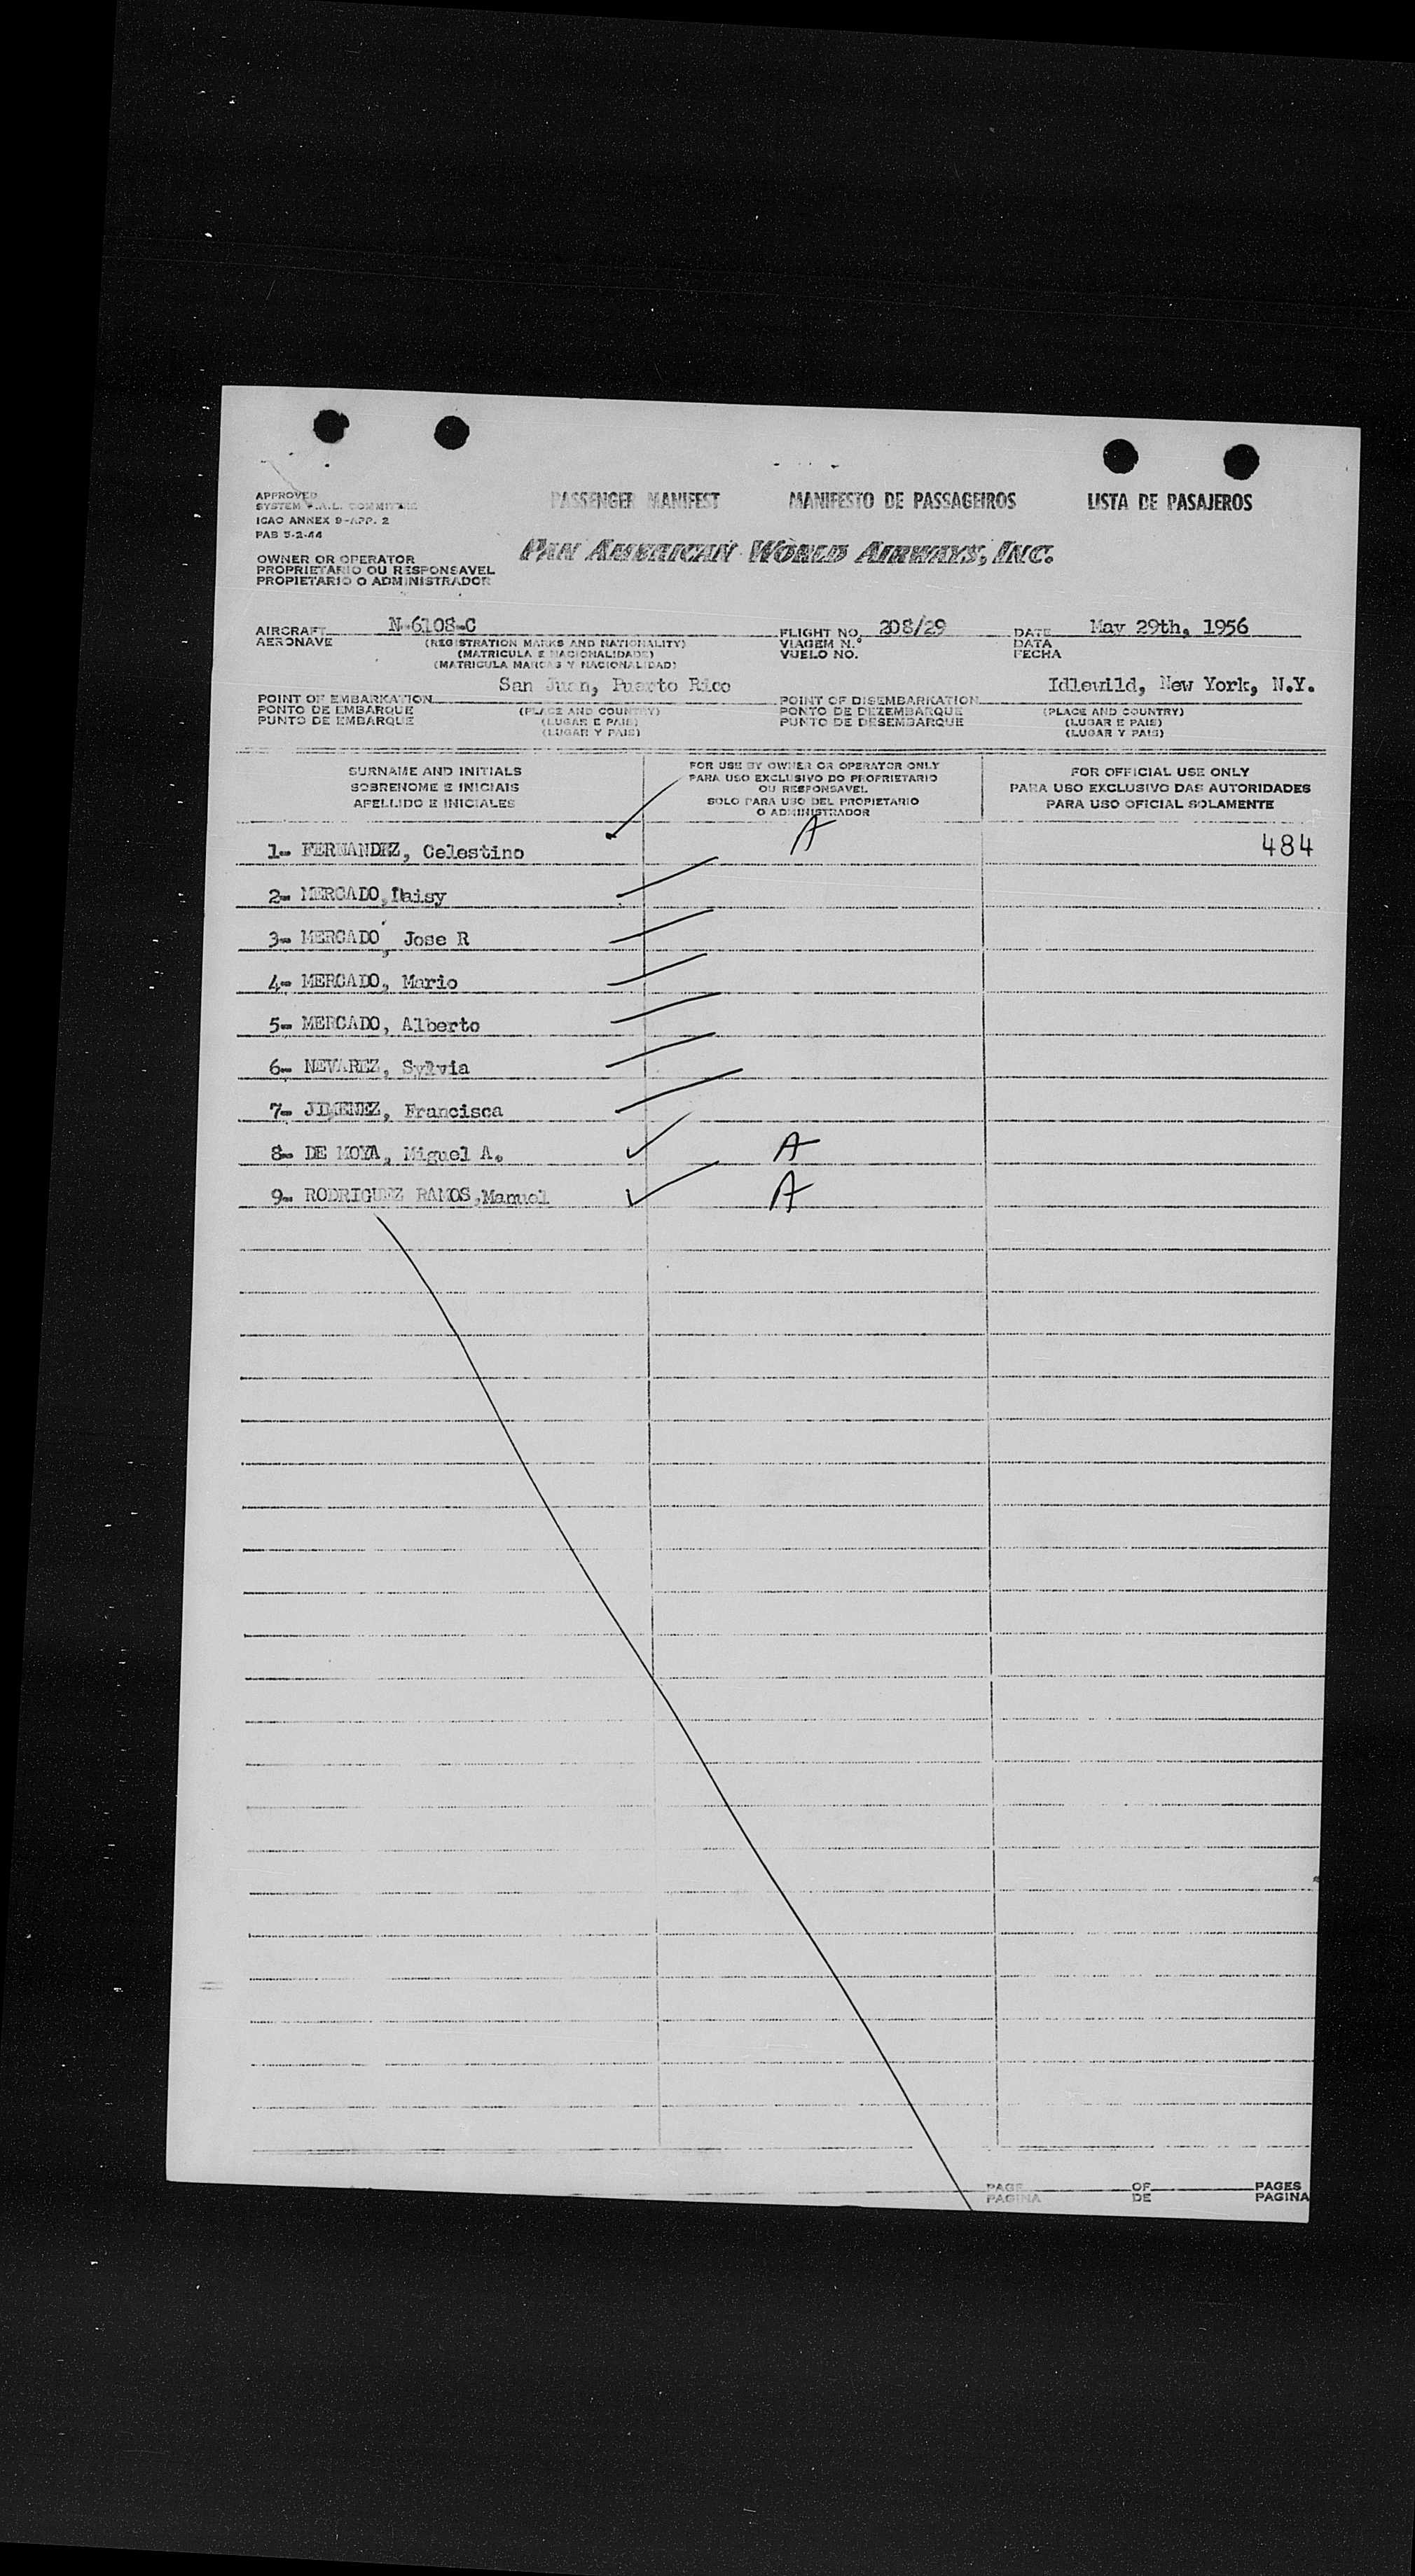 PASSENGER MANIFEST MANIFESTO DE PASSAGEIROS LISTA DE PASAJEROS
APPROVED
SYSTEM F.A.L. COMMITTEE
ICAO ANNEX 9-APP. 2
PAB 5-2-44
PAN AMERICAN WORLD AIRWAYS, INC.
OWNER OR OPERATOR
PROPRIETARIO OU RESPONSAVEL
PROPIETARIO O ADMINISTRADOR
AIRCRAFT N-6108-C FLIGHT NO. 208/29 DATE May 29th, 1956
AERONAVE (REGISTRATION MARKS AND NATIONALITY) VIAGEM N.° DATA
(MATRICULA E NACIONALIDADE) VUELO NO. FECHA
(MATRICULA MARCAS Y NACIONALIDAD)
San Juan, Puerto Rico Idlewild, New York, N.Y.
POINT OF EMBARKATION POINT OF DISEMBARKATION
PONTO DE EMBARQUE (PLACE AND COUNTRY) PONTO DE DEZEMBARQUE (PLACE AND COUNTRY)
PUNTO DE EMBARQUE (LUGAR E PAIS) PUNTO DE DESEMBARQUE (LUGAR E PAIS)
(LUGAR Y PAIS) (LUGAR Y PAIS)
SURNAME AND INITIALS
SOBRENOME E INICIAIS
APELLIDO E INICIALES
FOR USE BY OWNER OR OPERATOR ONLY
PARA USO EXCLUSIVO DO PROPRIETARIO
OU RESPONSAVEL
SOLO PARA USO DEL PROPIETARIO
O ADMINISTRADOR
FOR OFFICIAL USE ONLY
PARA USO EXCLUSIVO DAS AUTORIDADES
PARA USO OFICIAL SOLAMENTE
1- FERNANDEZ, Celestino A 484
2- MERCADO, Daisy
3- MERCADO, Jose R
4- MERCADO, Mario
5- MERCADO, Alberto
6- NEVAREZ, Sylvia
7- JIMENEZ, Francisca
8- DE MOYA, Miguel A. A
9- RODRIGUEZ RAMOS, Manuel A
PAGE OF PAGES
PAGINA DE PAGINA